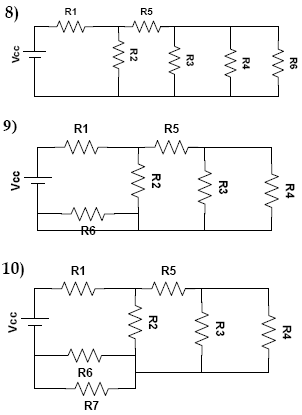 8)
R1 R5
Vcc R2 R3 R4 R6
9)
R1 R5
Vcc R2 R3 R4
R6
10)
R1 R5
Vcc R2 R3 R4
R6
R7